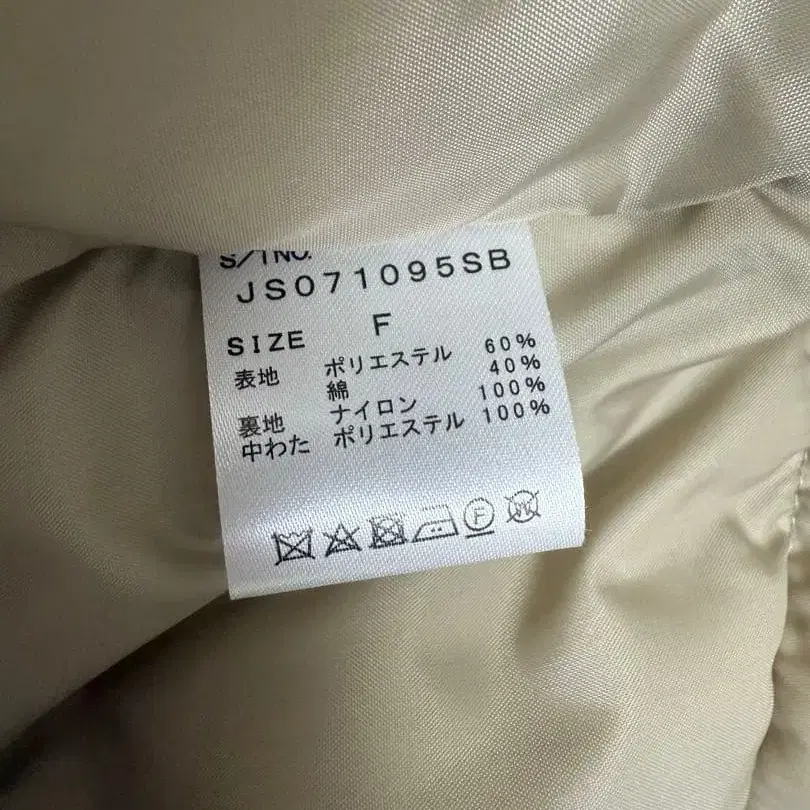 S/TNO.
JS071095SB
SIZE F
表地 ポリエステル 60%
綿 40%
裏地 ナイロン 100%
中わた ポリエステル 100%
F
W